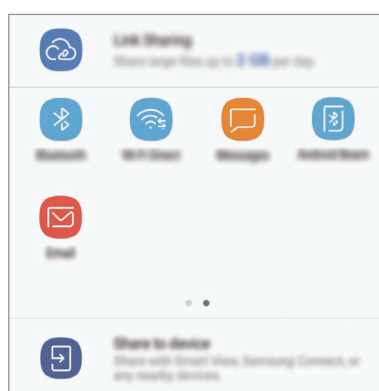 Link Sharing
Share large files up to 2 GB per day.
Bluetooth Wi-Fi Direct Messages Android Beam
Email
Share to device
Share with Smart View, Samsung Connect, or
any nearby devices.